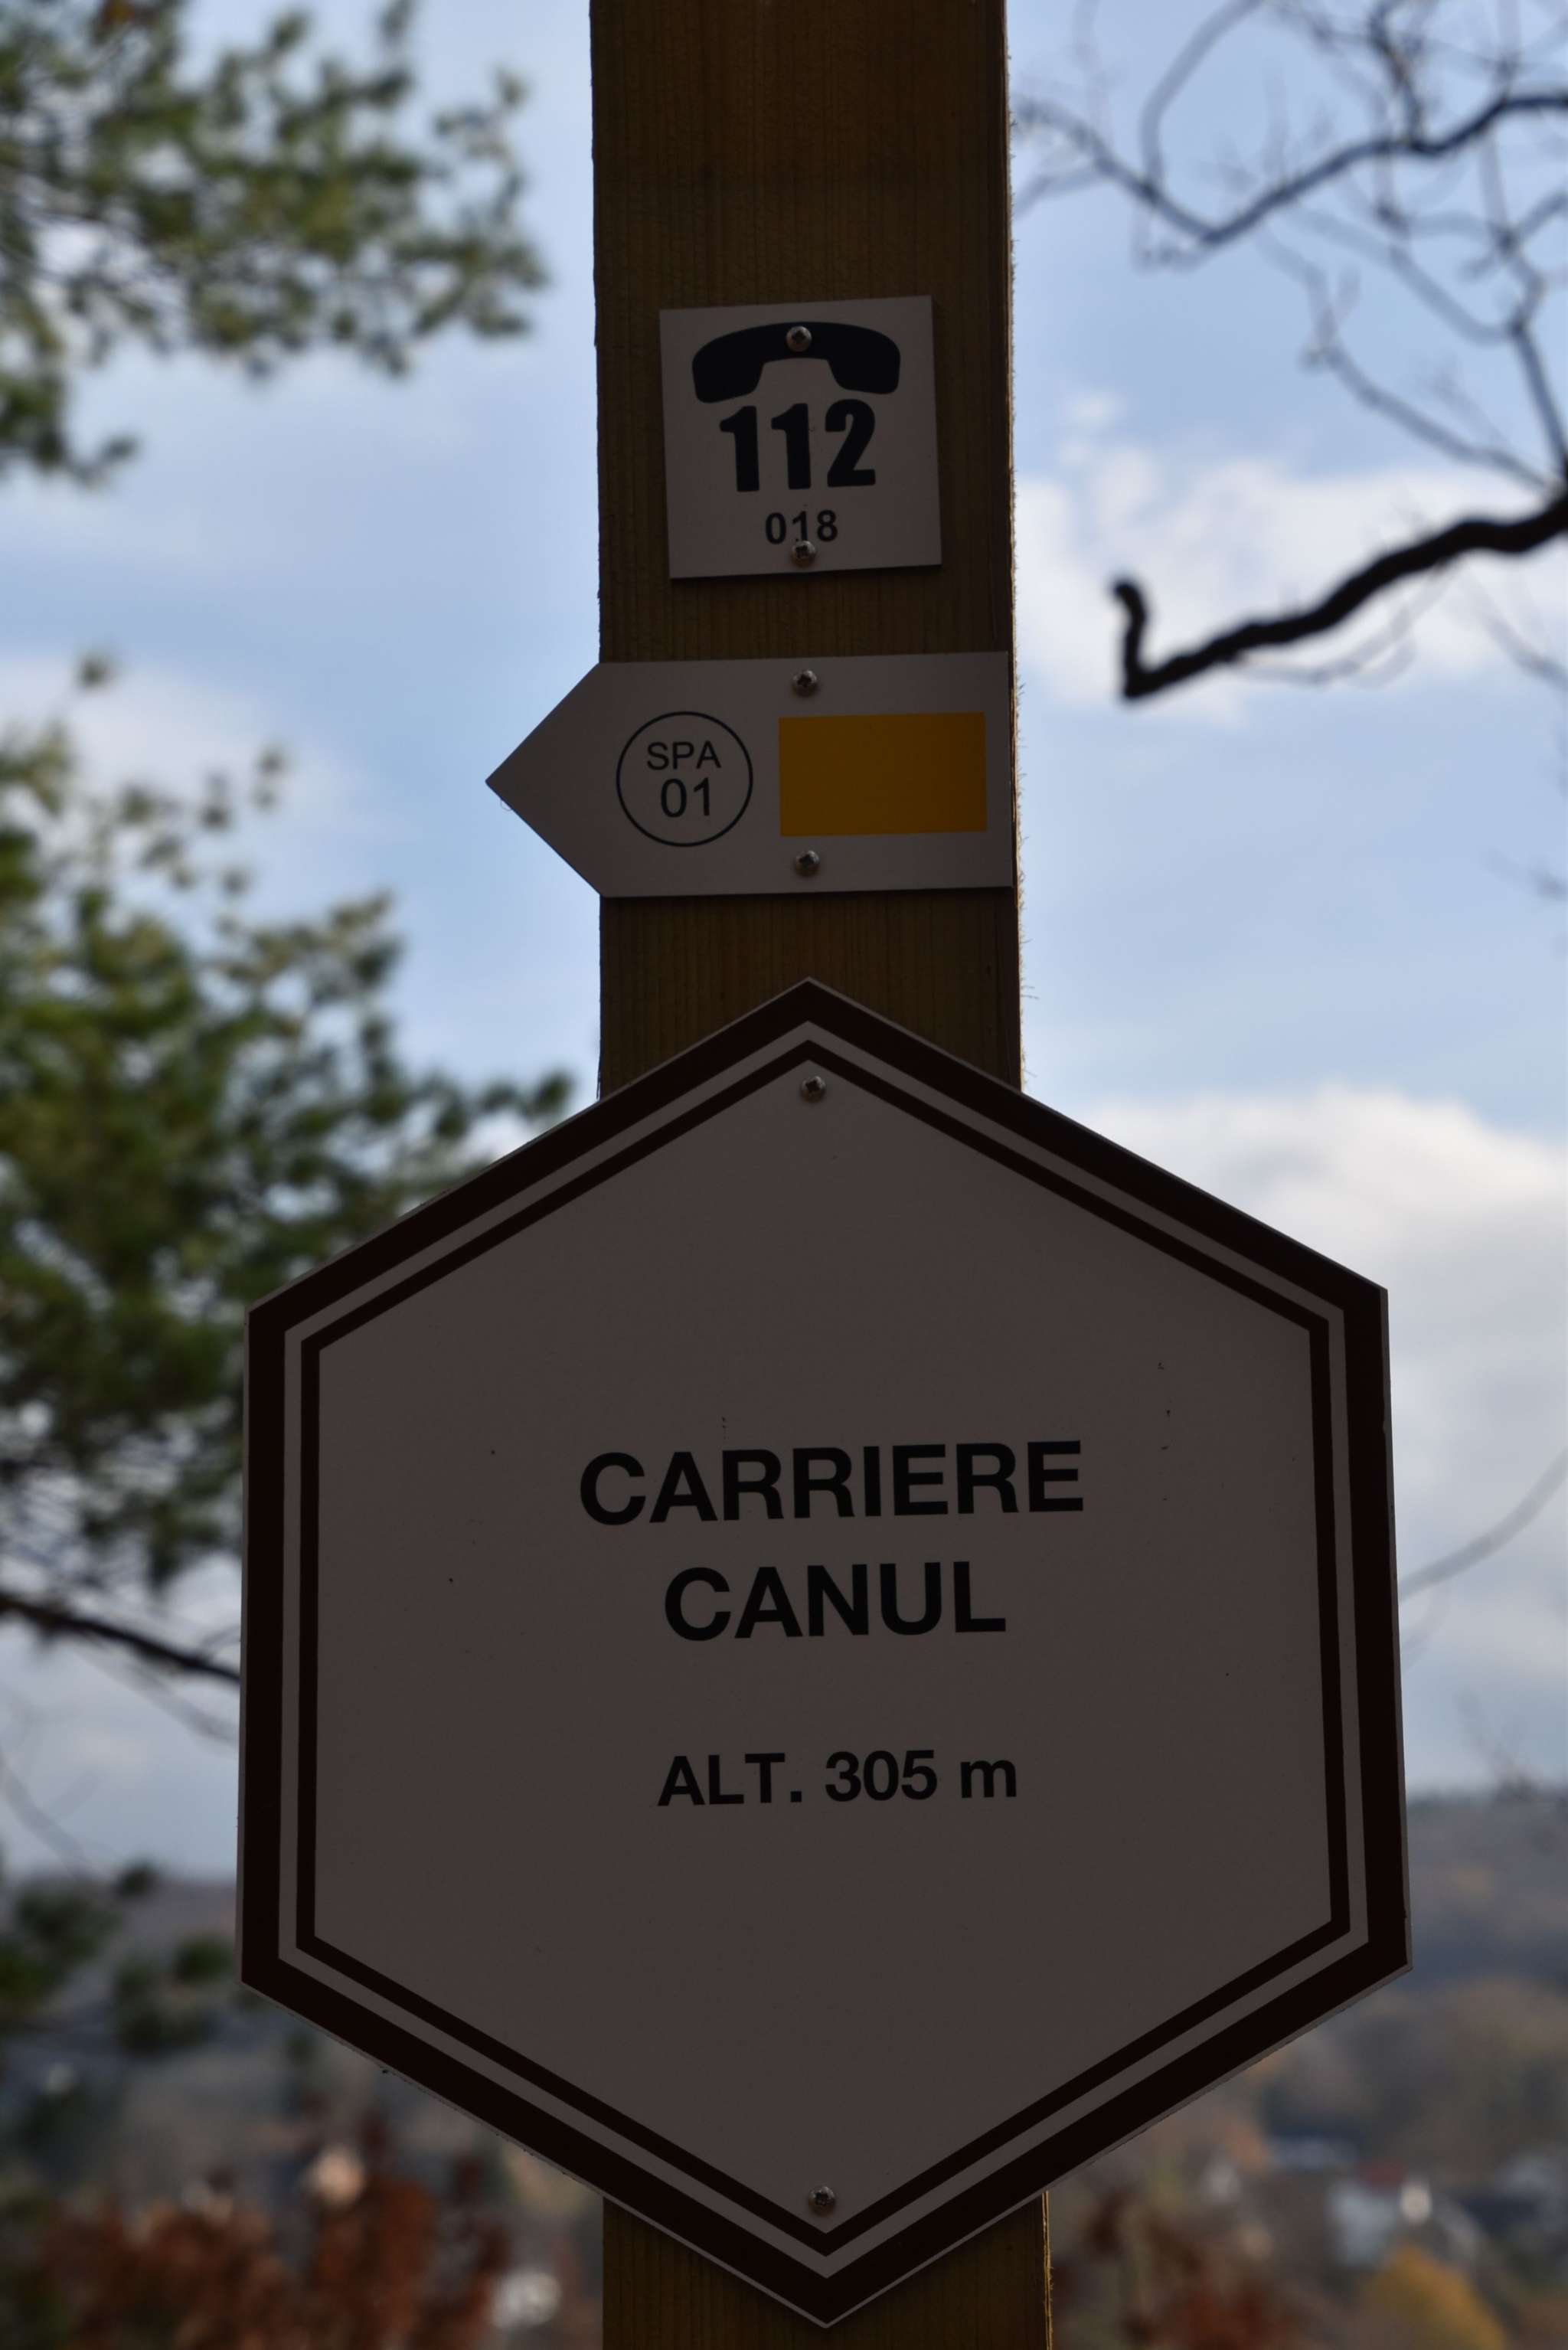 112
018
SPA
01
CARRIERE
CANUL
ALT. 305 m